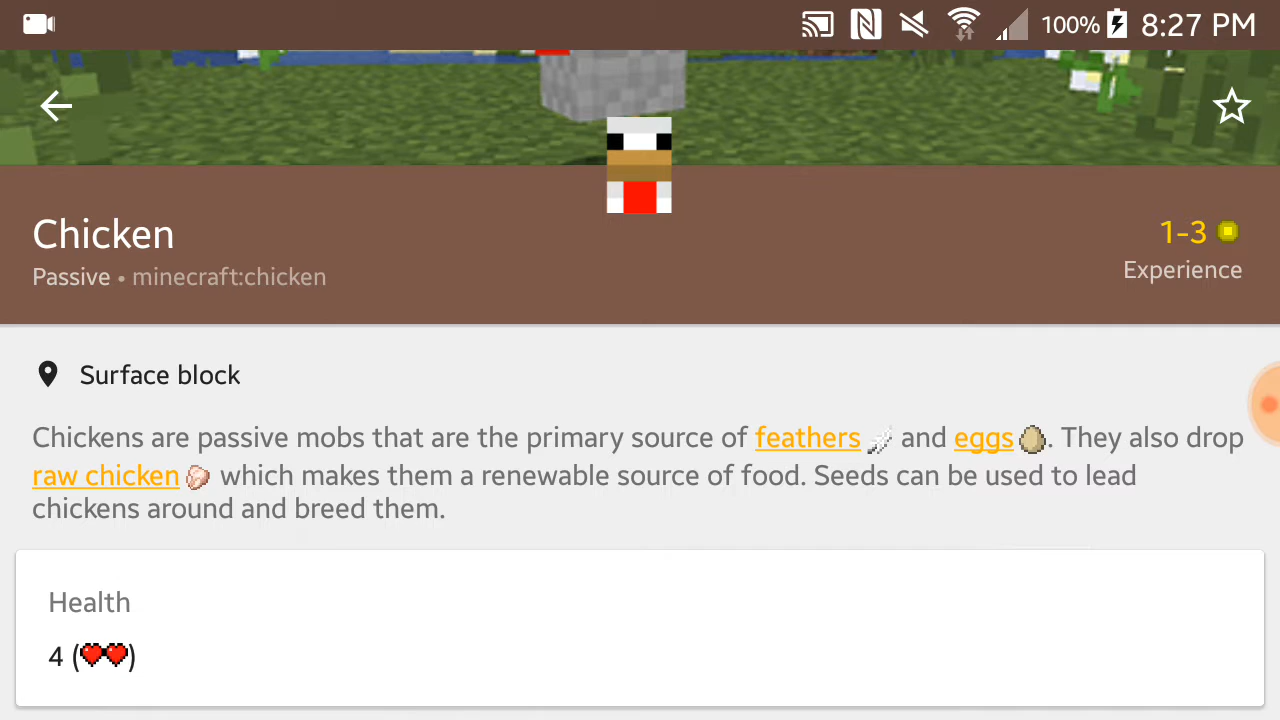 100% 8:27 PM
Chicken
Passive • minecraft:chicken
1-3
Experience
Surface block
Chickens are passive mobs that are the primary source of feathers and eggs. They also drop
raw chicken which makes them a renewable source of food. Seeds can be used to lead
chickens around and breed them.
Health
4 ()